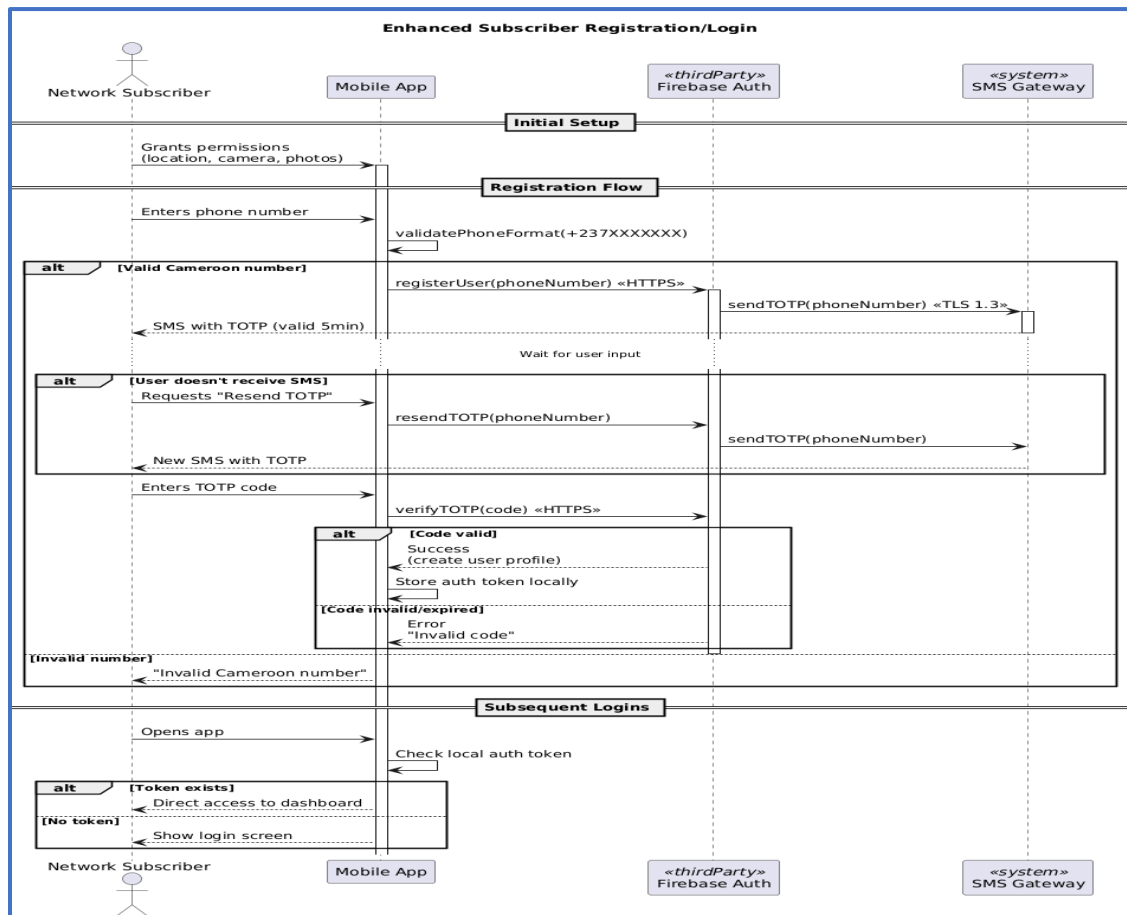 Enhanced Subscriber Registration/Login
Network Subscriber
Mobile App
«thirdParty»
Firebase Auth
«system»
SMS Gateway
Initial Setup
Grants permissions
(location, camera, photos)
Registration Flow
Enters phone number
validatePhoneFormat(+237XXXXXXX)
alt
[Valid Cameroon number]
registerUser(phoneNumber) «HTTPS»
sendTOTP(phoneNumber) «TLS 1.3»
SMS with TOTP (valid 5min)
Wait for user input
alt
[User doesn't receive SMS]
Requests "Resend TOTP"
resendTOTP(phoneNumber)
sendTOTP(phoneNumber)
New SMS with TOTP
Enters TOTP code
verifyTOTP(code) «HTTPS»
alt
[Code valid]
Success
(create user profile)
Store auth token locally
[Code invalid/expired]
Error
"Invalid code"
[Invalid number]
"Invalid Cameroon number"
Subsequent Logins
Opens app
Check local auth token
alt
[Token exists]
Direct access to dashboard
[No token]
Show login screen
Network Subscriber
Mobile App
«thirdParty»
Firebase Auth
«system»
SMS Gateway